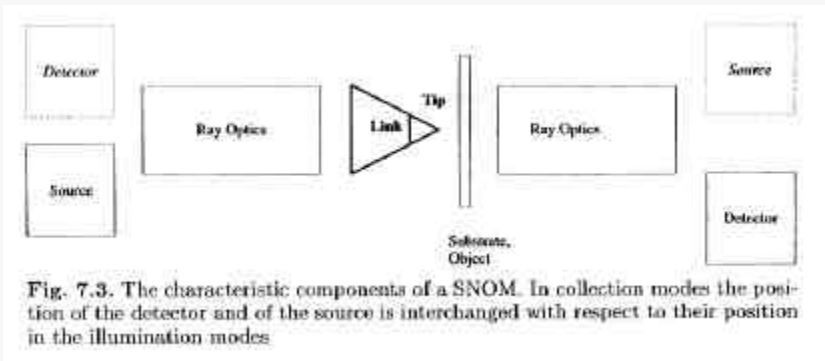 Detector
Source
Ray Optics
Link
Tip
Substrate,
Object
Ray Optics
Source
Detector
Fig. 7.3. The characteristic components of a SNOM. In collection modes the posi-
tion of the detector and of the source is interchanged with respect to their position
in the illumination modes